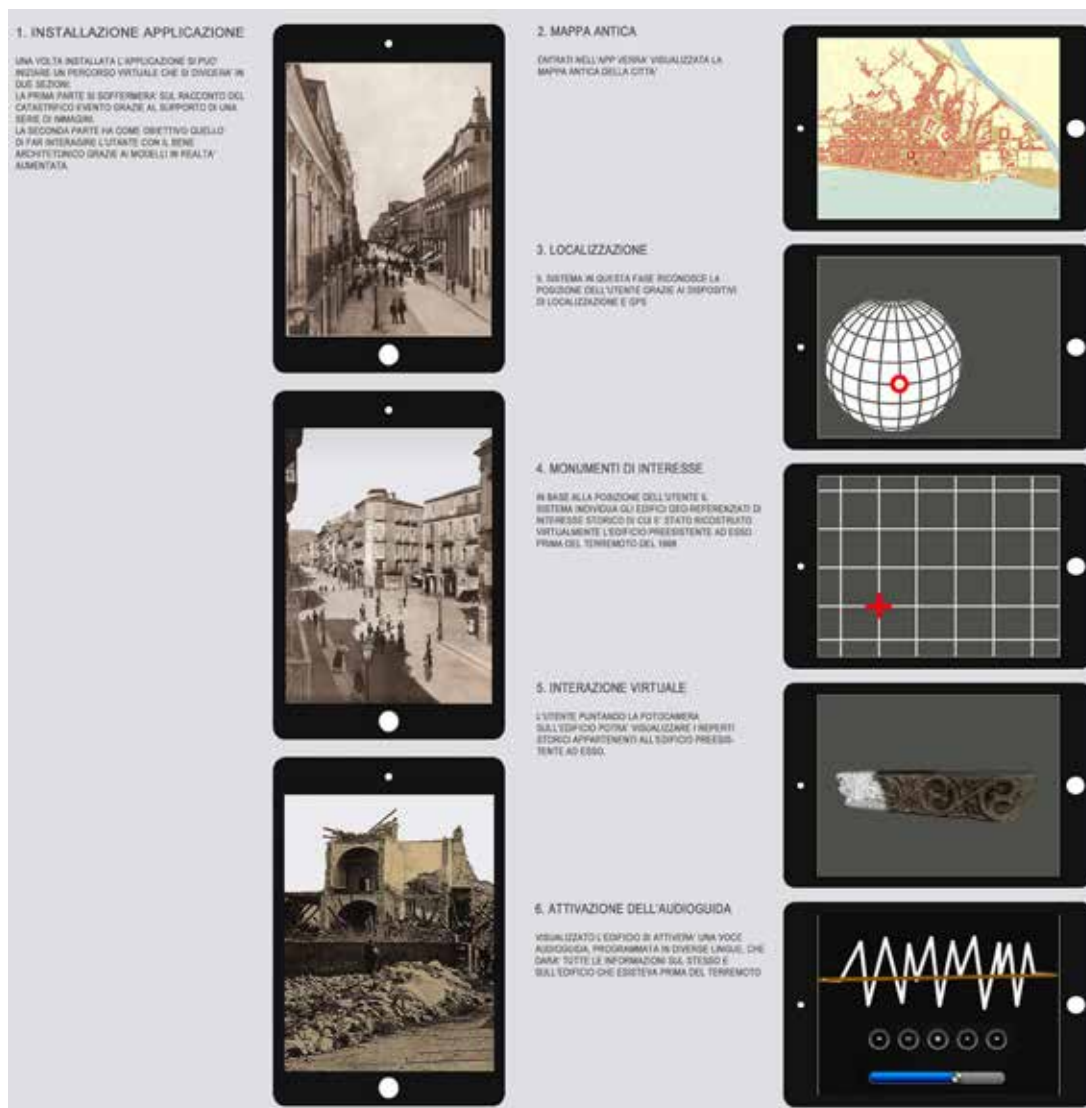 1. INSTALLAZIONE APPLICAZIONE
UNA VOLTA INSTALLATA L'APPLICAZIONE SI PUO'
INIZIARE UN PERCORSO VIRTUALE CHE SI DIVIDERA' IN
DUE SEZIONI:
LA PRIMA PARTE SI SOFFERMERA' SUL RACCONTO DEL
CATASTRFICO EVENTO GRAZIE AL SUPPORTO DI UNA
SERIE DI IMMAGINI.
LA SECONDA PARTE HA COME OBIETTIVO QUELLO
DI FAR INTERAGIRE L'UTANTE CON IL BENE
ARCHITETONICO GRAZIE AI MODELLI IN REALTA'
AUMENTATA.
2. MAPPA ANTICA
ENTRATI NELL'APP VERRA' VISUALIZZATA LA
MAPPA ANTICA DELLA CITTA'
3. LOCALIZZAZIONE
IL SISTEMA IN QUESTA FASE RICONOSCE LA
POSIZIONE DELL'UTENTE GRAZIE AI DISPOSITIVI
DI LOCALIZZAZIONE E GPS
4. MONUMENTI DI INTERESSE
IN BASE ALLA POSIZIONE DELL'UTENTE IL
SISTEMA INDIVIDUA GLI EDIFICI GEO-REFERENZIATI DI
INTERESSE STORICO DI CUI E' STATO RICOSTRUITO
VIRTUALMENTE L'EDIFICIO PREESISTENTE AD ESSO
PRIMA DEL TERREMOTO DEL
5. INTERAZIONE VIRTUALE
L'UTENTE PUNTANDO LA FOTOCAMERA
SULL'EDIFICIO POTRA' VISUALIZZARE I REPERTI
STORICI APPARTENENTI ALL'EDIFICIO PREESIS-
TENTE AD ESSO.
6. ATTIVAZIONE DELL'AUDIOGUIDA
VISUALIZZATO L'EDIFICIO SI ATTIVERA' UNA VOCE
AUDIOGUIDA, PROGRAMMATA IN DIVERSE LINGUE, CHE
DARA' TUTTE LE INFORMAZIONI SUL STESSO E
SULL'EDIFICIO CHE ESISTEVA PRIMA DEL TERREMOTO